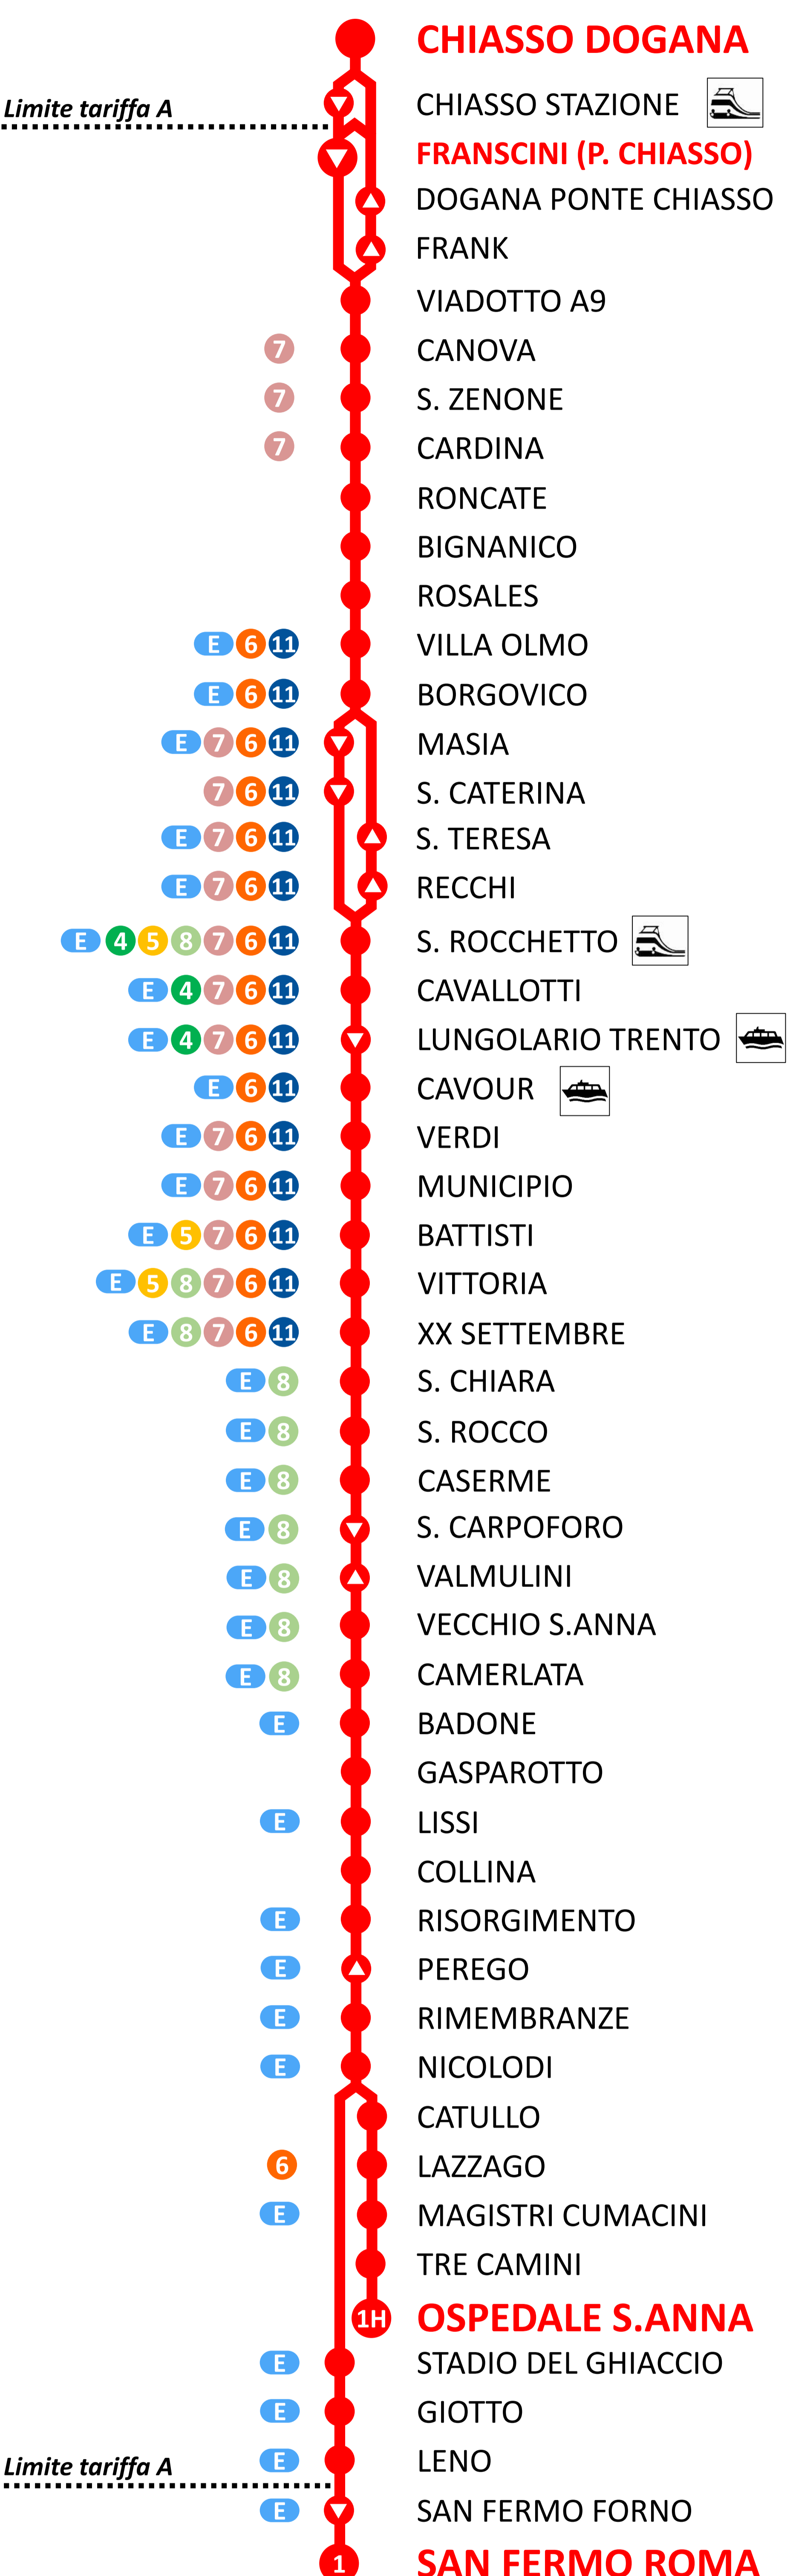 CHIASSO DOGANA
Limite tariffa A
CHIASSO STAZIONE
FRANSCINI (P. CHIASSO)
DOGANA PONTE CHIASSO
FRANK
VIADOTTO A9
7 CANOVA
7 S. ZENONE
7 CARDINA
RONCATE
BIGNANICO
ROSALES
E 6 11 VILLA OLMO
E 6 11 BORGOVICO
E 7 6 11 MASIA
7 6 11 S. CATERINA
E 7 6 11 S. TERESA
E 7 6 11 RECCHI
E 4 5 8 7 6 11 S. ROCCHETTO
E 4 7 6 11 CAVALLOTTI
E 4 7 6 11 LUNGOLARIO TRENTO
E 6 11 CAVOUR
E 7 6 11 VERDI
E 7 6 11 MUNICIPIO
E 5 7 6 11 BATTISTI
E 5 8 7 6 11 VITTORIA
E 8 7 6 11 XX SETTEMBRE
E 8 S. CHIARA
E 8 S. ROCCO
E 8 CASERME
E 8 S. CARPOFORO
E 8 VALMULINI
E 8 VECCHIO S.ANNA
E 8 CAMERLATA
E BADONE
GASPAROTTO
E LISSI
COLLINA
E RISORGIMENTO
E PEREGO
E RIMEMBRANZE
E NICOLODI
CATULLO
6 LAZZAGO
E MAGISTRI CUMACINI
TRE CAMINI
1H OSPEDALE S.ANNA
E STADIO DEL GHIACCIO
E GIOTTO
E LENO
Limite tariffa A
E SAN FERMO FORNO
1 SAN FERMO ROMA